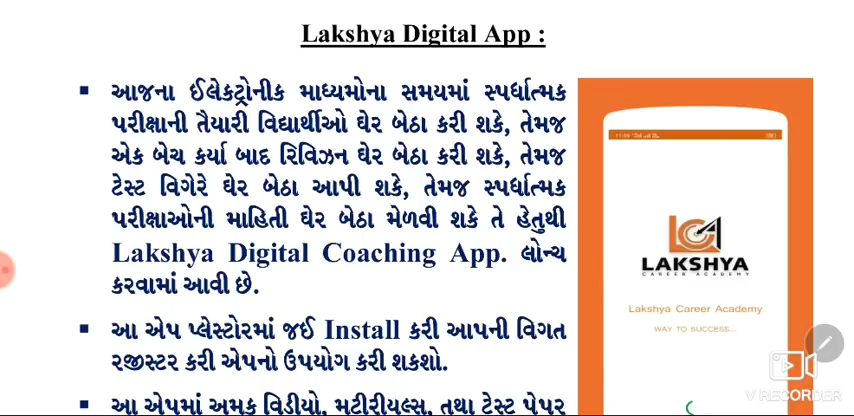 Lakshya Digital App :
આજના ઈલેકટ્રોનીક માધ્યમોના સમયમાં સ્પર્ધાત્મક
પરીક્ષાની તૈયારી વિદ્યાર્થીઓ ઘેર બેઠા કરી શકે, તેમજ
એક બેચ કર્યા બાદ રિવિઝન ઘેર બેઠા કરી શકે, તેમજ
ટેસ્ટ વિગેરે ઘેર બેઠા આપી શકે, તેમજ સ્પર્ધાત્મક
પરીક્ષાઓની માહિતી ઘેર બેઠા મેળવી શકે તે હેતુથી
Lakshya Digital Coaching App. લોન્ચ
કરવામાં આવી છે.
આ એપ પ્લેસ્ટોરમાં જઈ Install કરી આપની વિગત
રજીસ્ટર કરી એપનો ઉપયોગ કરી શકશો.
આ એપમાં અમુક વિડીયો, મટીરીયલ્સ, તથા ટેસ્ટ પેપર
LCA
LAKSHYA
CAREER ACADEMY
Lakshya Career Academy
WAY TO SUCCESS...
V RECORDER